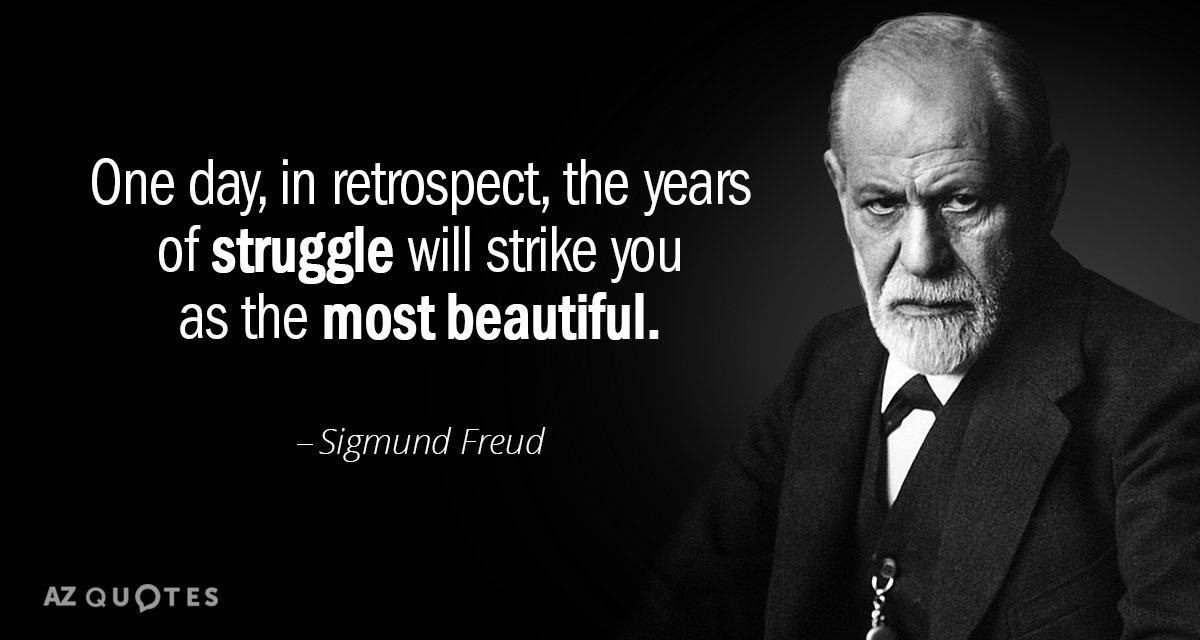 One day, in retrospect, the years
of struggle will strike you
as the most beautiful.
– Sigmund Freud
AZ QUOTES